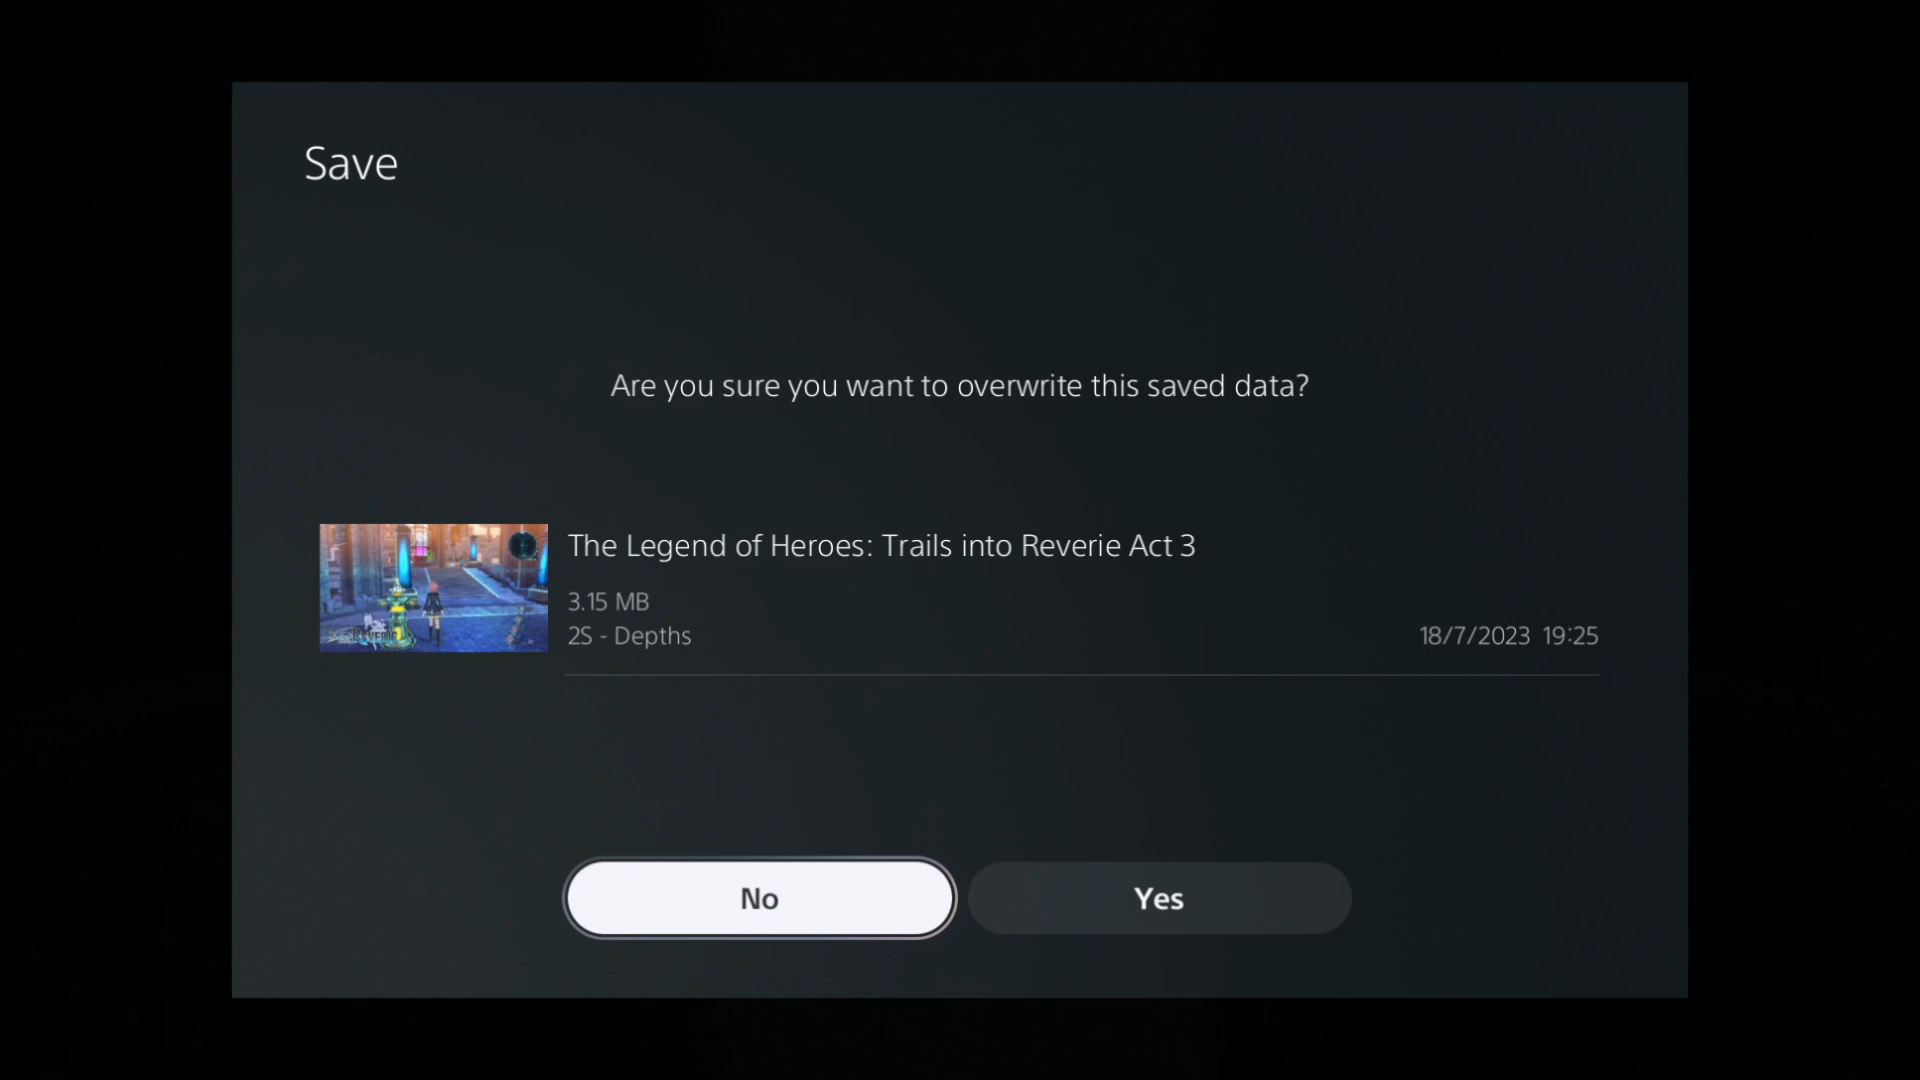 Save
Are you sure you want to overwrite this saved data?
The Legend of Heroes: Trails into Reverie Act 3
3.15 MB
2S - Depths
18/7/2023 19:25
No
Yes